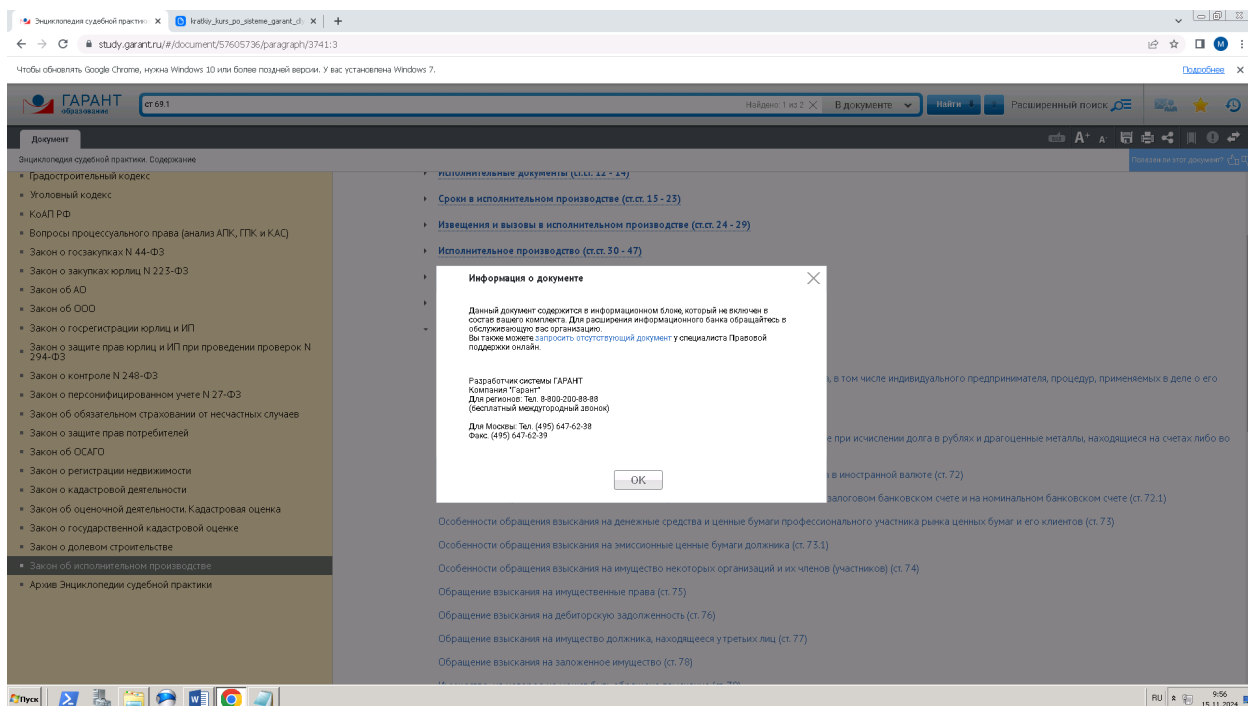 Энциклопедия судебной практик
kratkiy_kurs_po_sisteme_garant_d
study.garant.ru/#/document/57605736/paragraph/3741:3
M
Чтобы обновлять Google Chrome, нужна Windows 10 или более поздней версии. У вас установлена Windows 7.
Подробнее
ГАРАНТ
образование
ст 69.1
Найдено: 1 из 2
В документе
Найти
Расширенный поиск
Документ
A+
A-
Энциклопедия судебной практики. Содержание
Полезен ли этот документ?
Градостроительный кодекс
Уголовный кодекс
КоАП РФ
Вопросы процессуального права (анализ АПК, ГПК и КАС)
Закон о госзакупках N 44-ФЗ
Закон о закупках юрлиц N 223-ФЗ
Закон об АО
Закон об ООО
Закон о госрегистрации юрлиц и ИП
Закон о защите прав юрлиц и ИП при проведении проверок N
294-ФЗ
Закон о контроле N 248-ФЗ
Закон о персонифицированном учете N 27-ФЗ
Закон об обязательном страховании от несчастных случаев
Закон о защите прав потребителей
Закон об ОСАГО
Закон о регистрации недвижимости
Закон о кадастровой деятельности
Закон об оценочной деятельности. Кадастровая оценка
Закон о государственной кадастровой оценке
Закон о долевом строительстве
Закон об исполнительном производстве
Архив Энциклопедии судебной практики
Исполнительные документы (ст.ст. 12 - 14)
Сроки в исполнительном производстве (ст.ст. 15 - 23)
Извещения и вызовы в исполнительном производстве (ст.ст. 24 - 29)
Исполнительное производство (ст.ст. 30 - 47)
Информация о документе
Данный документ содержится в информационном блоке, который не включен в
состав вашего комплекта. Для расширения информационного банка обращайтесь в
обслуживающую вас организацию.
Вы также можете запросить отсутствующий документ у специалиста Правовой
поддержки онлайн.
Разработчик системы ГАРАНТ
Компания "Гарант"
Для регионов: Тел. 8-800-200-88-88
(бесплатный междугородный звонок)
Для Москвы: Тел. (495) 647-62-38
Факс. (495) 647-62-39
OK
, в том числе индивидуального предпринимателя, процедур, применяемых в деле о его
е при исчислении долга в рублях и драгоценные металлы, находящиеся на счетах либо во
а в иностранной валюте (ст. 72)
залоговом банковском счете и на номинальном банковском счете (ст. 72.1)
Особенности обращения взыскания на денежные средства и ценные бумаги профессионального участника рынка ценных бумаг и его клиентов (ст. 73)
Особенности обращения взыскания на эмиссионные ценные бумаги должника (ст. 73.1)
Особенности обращения взыскания на имущество некоторых организаций и их членов (участников) (ст. 74)
Обращение взыскания на имущественные права (ст. 75)
Обращение взыскания на дебиторскую задолженность (ст. 76)
Обращение взыскания на имущество должника, находящееся у третьих лиц (ст. 77)
Обращение взыскания на заложенное имущество (ст. 78)
Пуск
RU
9:56
15.11.2024